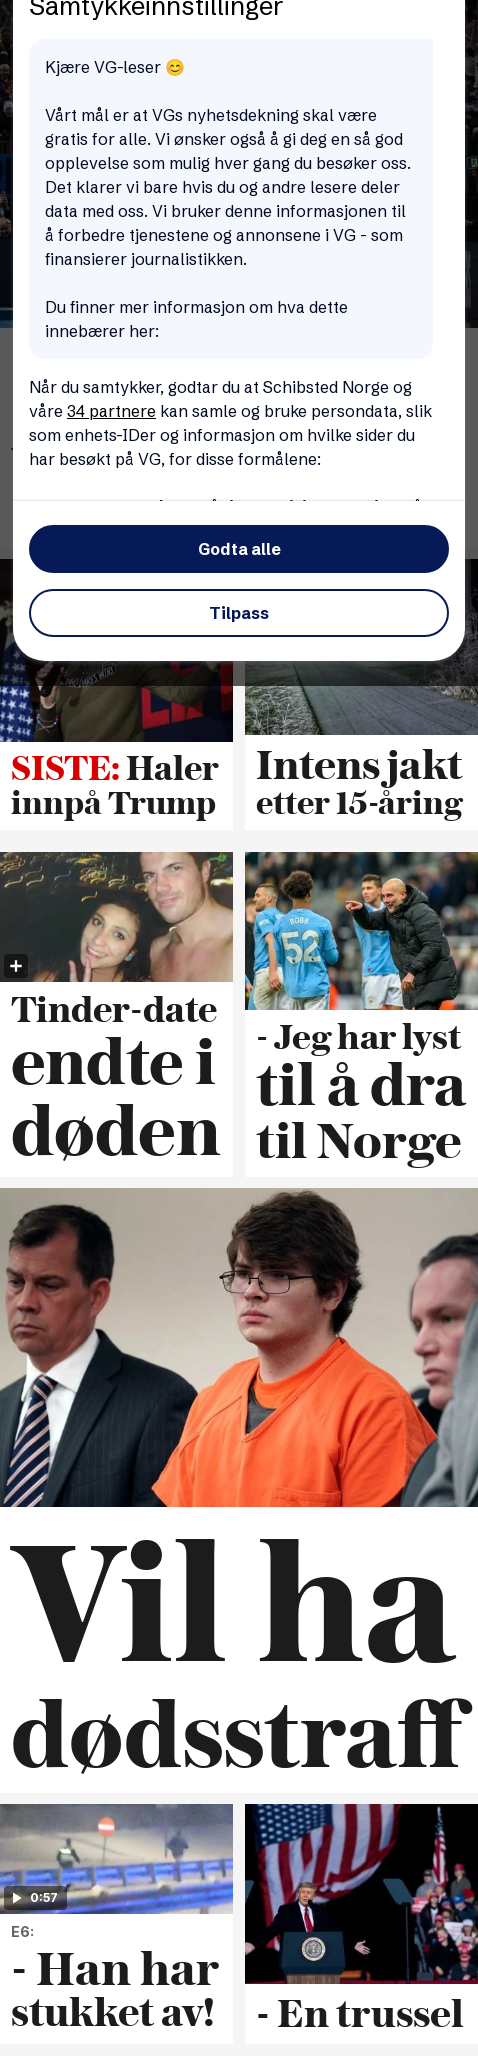 Samtykkeinnstillinger
Kjære VG-leser 😊
Vårt mål er at VGs nyhetsdekning skal være
gratis for alle. Vi ønsker også å gi deg en så god
opplevelse som mulig hver gang du besøker oss.
Det klarer vi bare hvis du og andre lesere deler
data med oss. Vi bruker denne informasjonen til
å forbedre tjenestene og annonsene i VG - som
finansierer journalistikken.
Du finner mer informasjon om hva dette
innebærer her:
Når du samtykker, godtar du at Schibsted Norge og
våre 34 partnere kan samle og bruke persondata, slik
som enhets-IDer og informasjon om hvilke sider du
har besøkt på VG, for disse formålene:
Godta alle
Tilpass
SISTE: Haler
innpå Trump
Intens jakt
etter 15-åring
BOBB
52
Tinder-date
endte i
døden
- Jeg har lyst
til å dra
til Norge
Vil ha
dødsstraff
0:57
E6:
- Han har
stukket av!
- En trussel